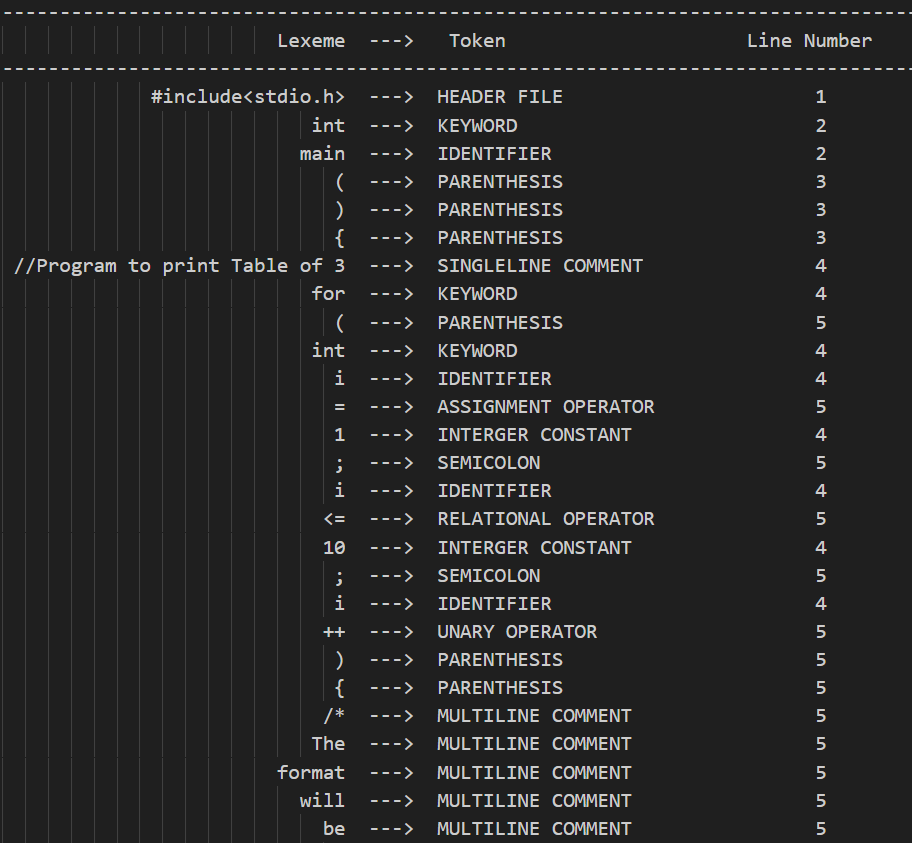 --------------------------------------------------------------------------------
Lexeme ---> Token Line Number
--------------------------------------------------------------------------------
#include<stdio.h> ---> HEADER FILE 1
int ---> KEYWORD 2
main ---> IDENTIFIER 2
( ---> PARENTHESIS 3
) ---> PARENTHESIS 3
{ ---> PARENTHESIS 3
//Program to print Table of 3 ---> SINGLELINE COMMENT 4
for ---> KEYWORD 4
( ---> PARENTHESIS 5
int ---> KEYWORD 4
i ---> IDENTIFIER 4
= ---> ASSIGNMENT OPERATOR 5
1 ---> INTERGER CONSTANT 4
; ---> SEMICOLON 5
i ---> IDENTIFIER 4
<= ---> RELATIONAL OPERATOR 5
10 ---> INTERGER CONSTANT 4
; ---> SEMICOLON 5
i ---> IDENTIFIER 4
++ ---> UNARY OPERATOR 5
) ---> PARENTHESIS 5
{ ---> PARENTHESIS 5
/* ---> MULTILINE COMMENT 5
The ---> MULTILINE COMMENT 5
format ---> MULTILINE COMMENT 5
will ---> MULTILINE COMMENT 5
be ---> MULTILINE COMMENT 5